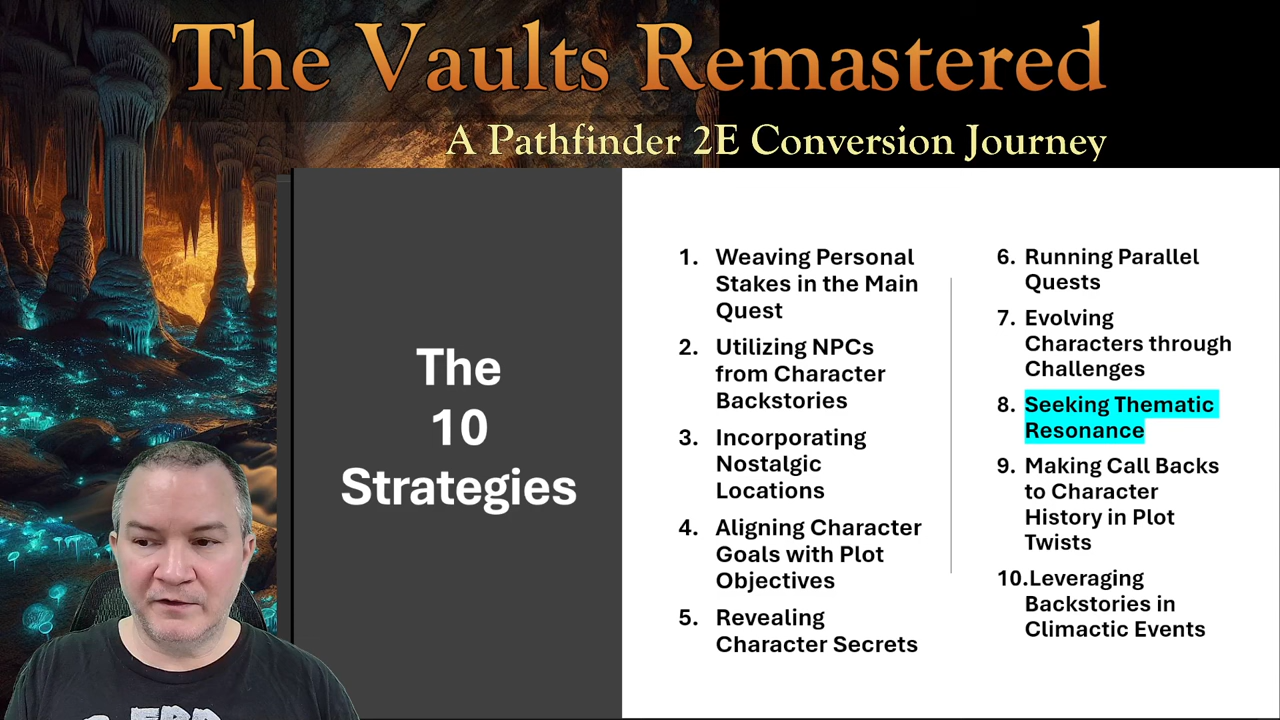 The Vaults Remastered
A Pathfinder 2E Conversion Journey
The
10
Strategies
1. Weaving Personal
Stakes in the Main
Quest
2. Utilizing NPCs
from Character
Backstories
3. Incorporating
Nostalgic
Locations
4. Aligning Character
Goals with Plot
Objectives
5. Revealing
Character Secrets
6. Running Parallel
Quests
7. Evolving
Characters through
Challenges
8. Seeking Thematic
Resonance
9. Making Call Backs
to Character
History in Plot
Twists
10.Leveraging
Backstories in
Climactic Events